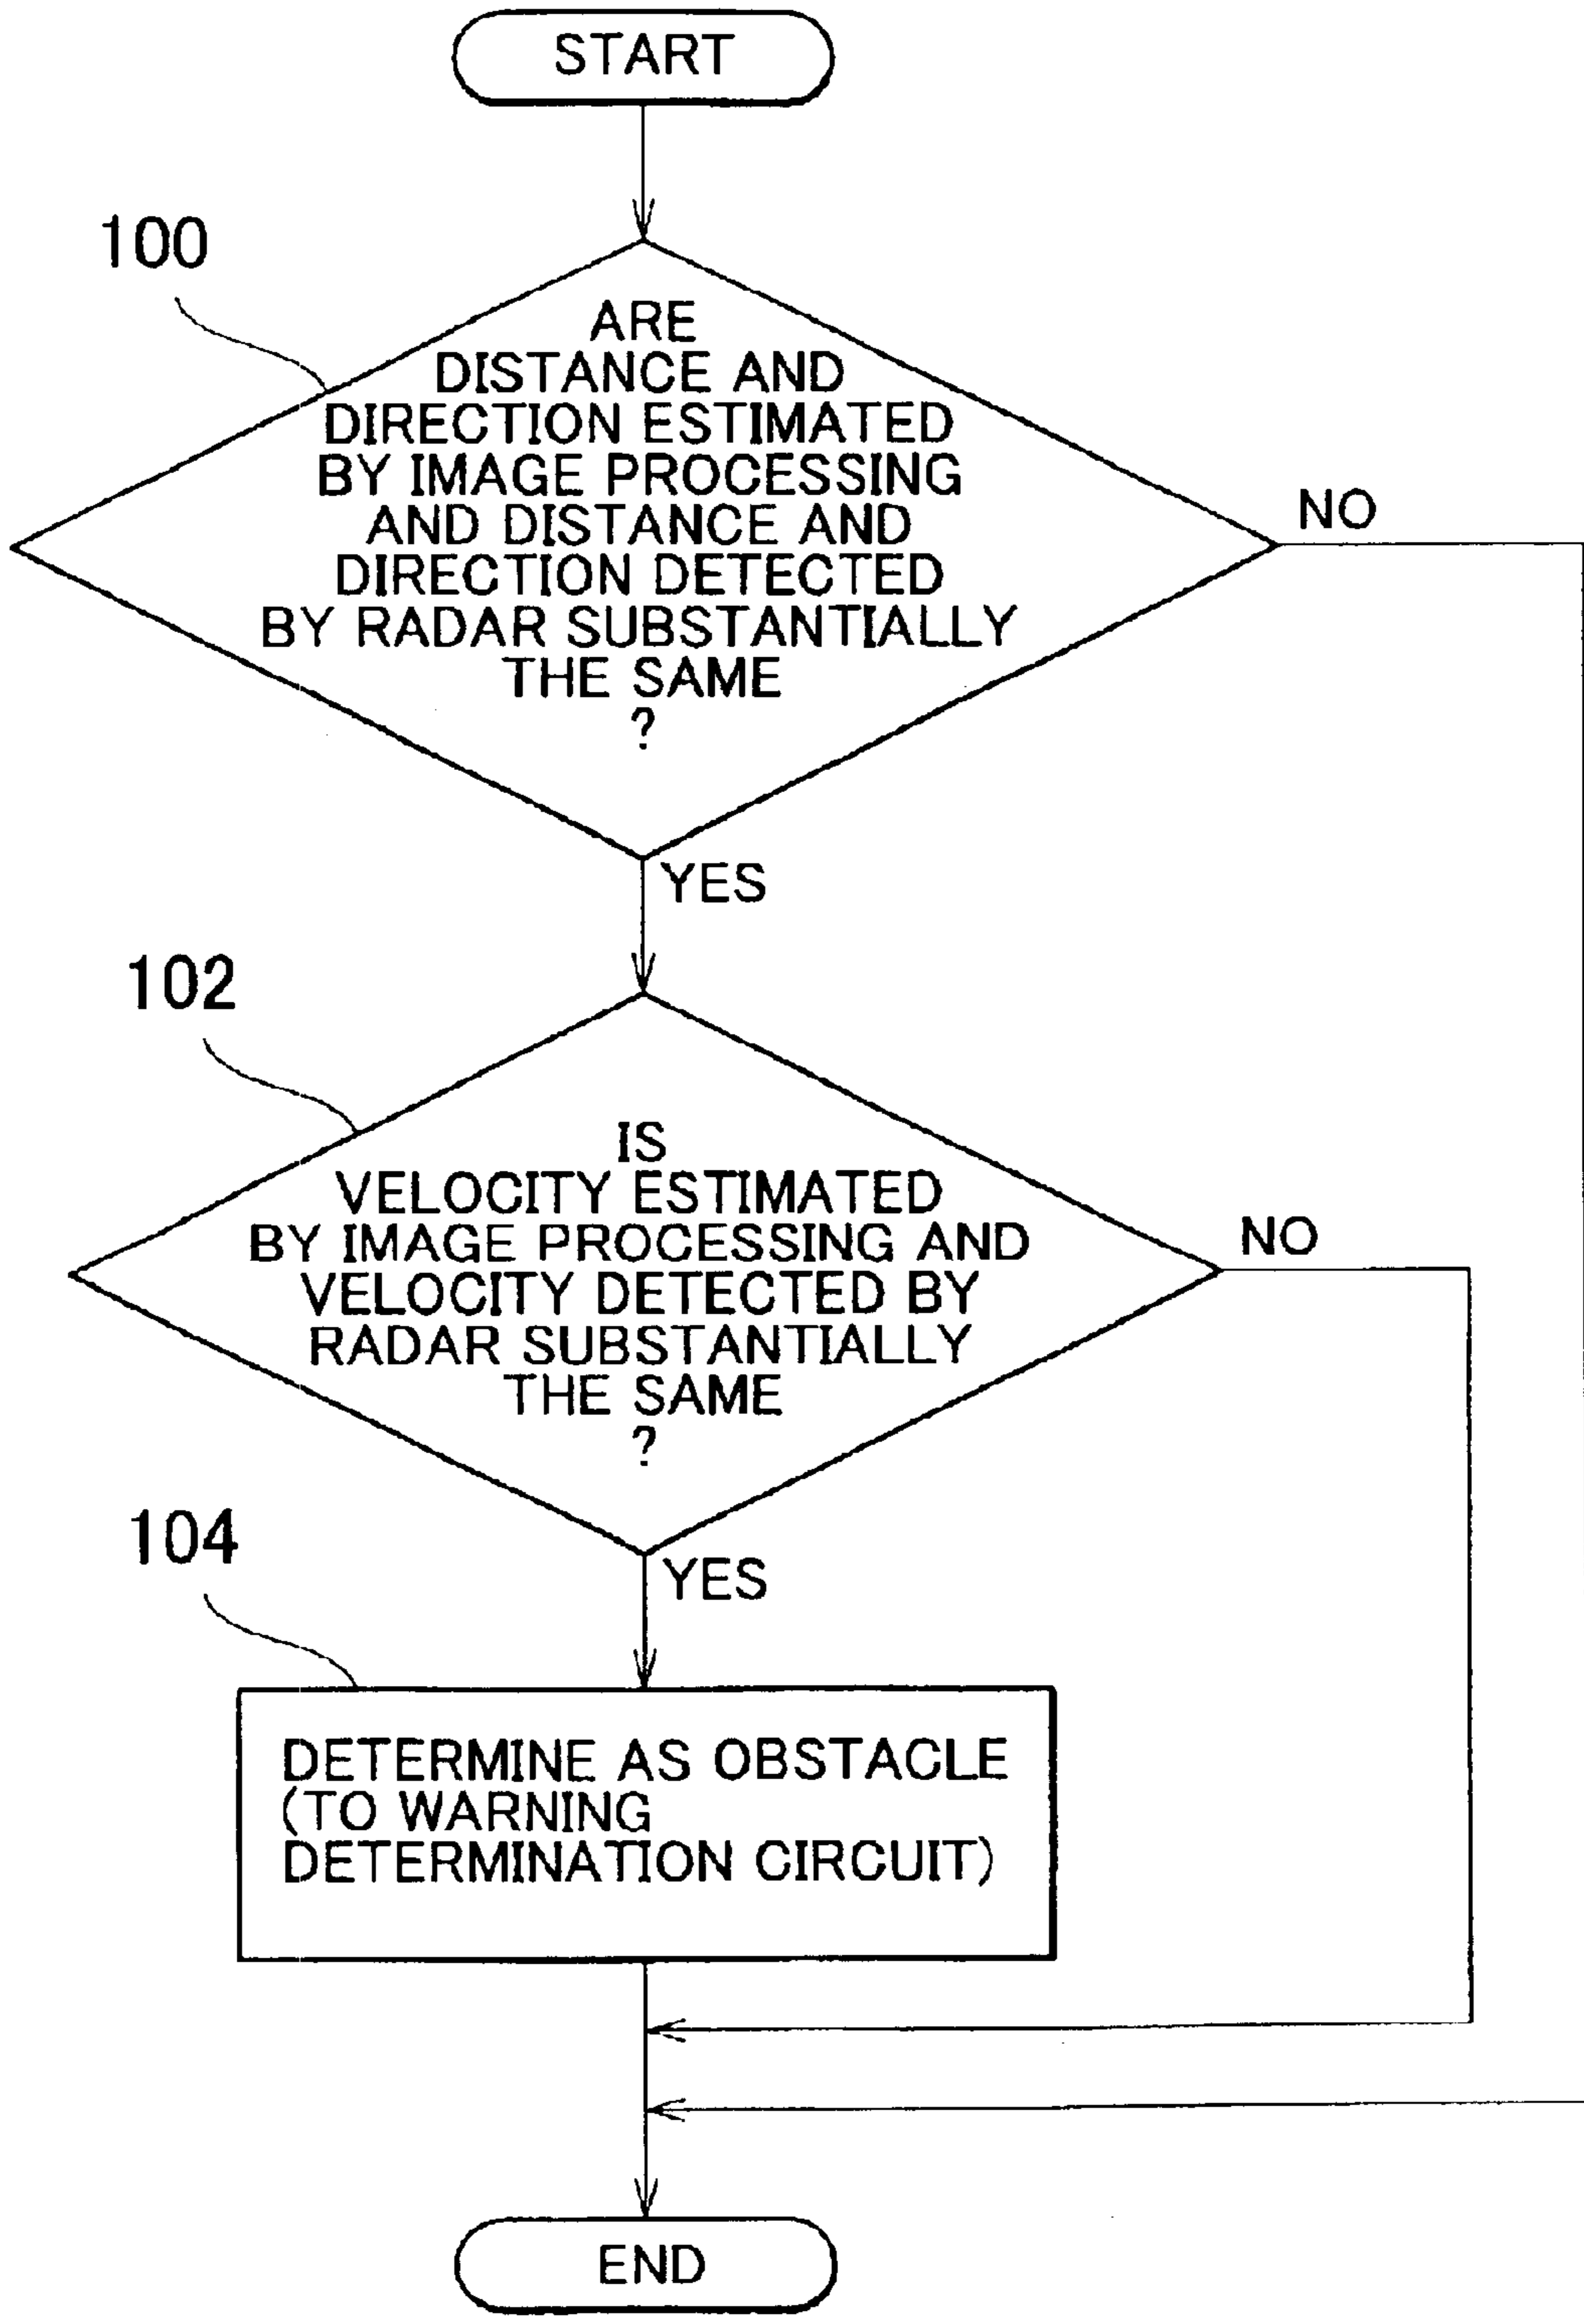 START
100
ARE
DISTANCE AND
DIRECTION ESTIMATED
BY IMAGE PROCESSING
AND DISTANCE AND
DIRECTION DETECTED
BY RADAR SUBSTANTIALLY
THE SAME
?
NO
YES
102
IS
VELOCITY ESTIMATED
BY IMAGE PROCESSING AND
VELOCITY DETECTED BY
RADAR SUBSTANTIALLY
THE SAME
?
NO
YES
104
DETERMINE AS OBSTACLE
(TO WARNING
DETERMINATION CIRCUIT)
END